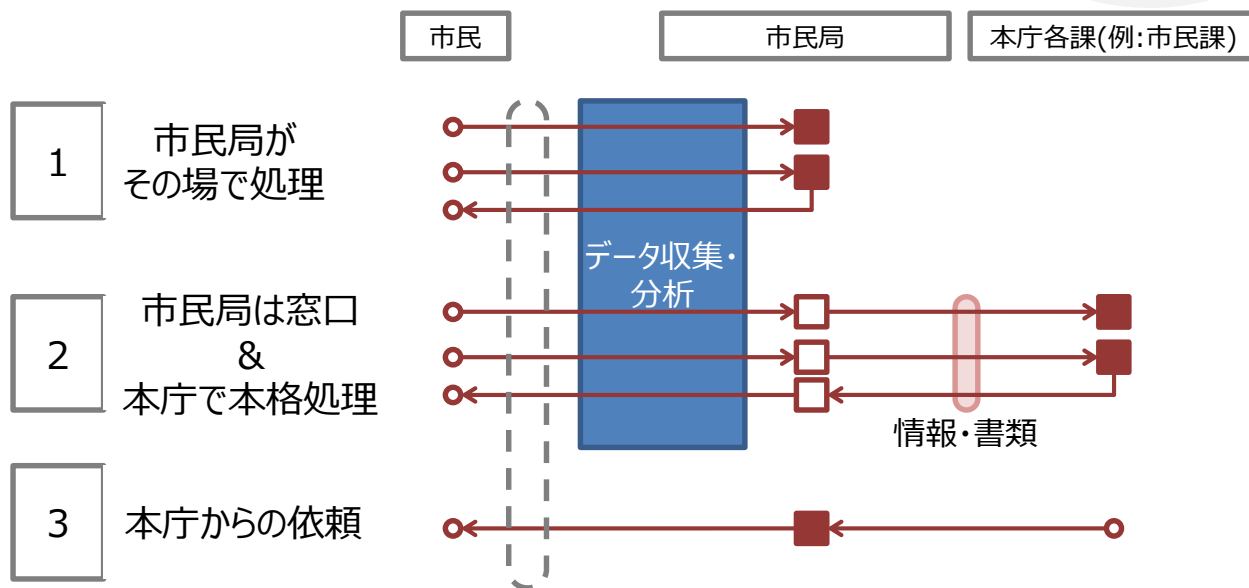 市民
市民局
本庁各課(例:市民課)
1
市民局が
その場で処理
データ収集・
分析
2
市民局は窓口
&
本庁で本格処理
情報・書類
3
本庁からの依頼